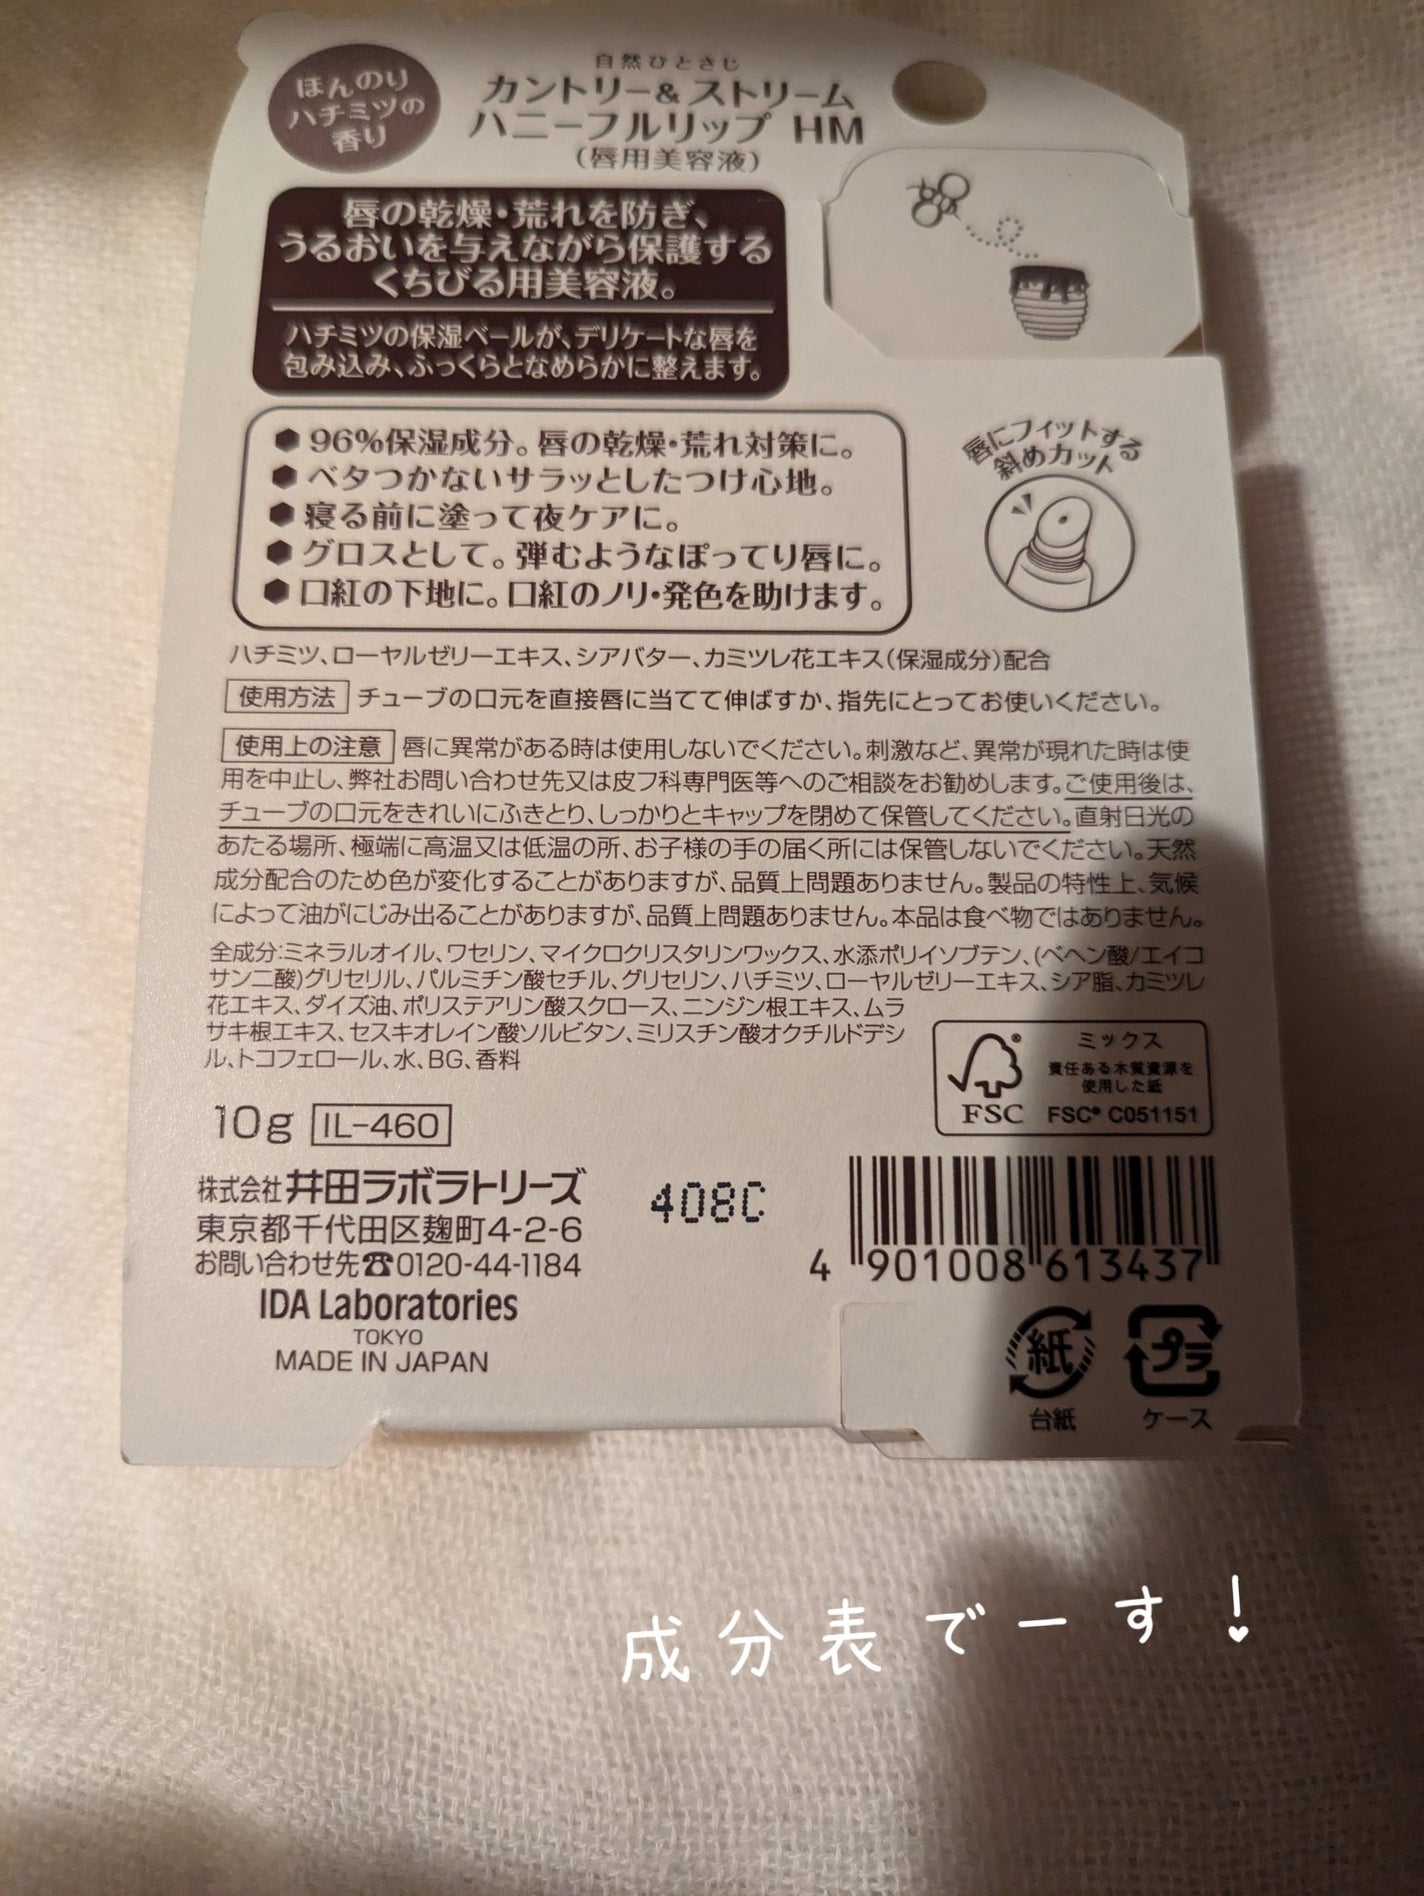 ほんのり
ハチミツの
香り
自然ひとさじ
カントリー&ストリーム
ハニーフルリップ HM
(唇用美容液)
唇の乾燥・荒れを防ぎ、
うるおいを与えながら保護する
くちびる用美容液。
ハチミツの保湿ベールが、デリケートな唇を
包み込み、ふっくらとなめらかに整えます。
●96%保湿成分。唇の乾燥・荒れ対策に。
●ベタつかないサラッとしたつけ心地。
●寝る前に塗って夜ケアに。
●グロスとして。弾むようなぽってり唇に。
●口紅の下地に。口紅のノリ・発色を助けます。
唇にフィットする
斜めカット
ハチミツ、ローヤルゼリーエキス、シアバター、カミツレ花エキス(保湿成分)配合
使用方法 チューブの口元を直接唇に当てて伸ばすか、指先にとってお使いください。
使用上の注意 唇に異常がある時は使用しないでください。刺激など、異常が現れた時は使
用を中止し、弊社お問い合わせ先又は皮フ科専門医等へのご相談をお勧めします。ご使用後は、
チューブの口元をきれいにふきとり、しっかりとキャップを閉めて保管してください。直射日光の
あたる場所、極端に高温又は低温の所、お子様の手の届く所には保管しないでください。天然
成分配合のため色が変化することがありますが、品質上問題ありません。製品の特性上、気候
によって油がにじみ出ることがありますが、品質上問題ありません。本品は食べ物ではありません。
全成分:ミネラルオイル、ワセリン、マイクロクリスタリンワックス、水添ポリイソブテン、(ベヘン酸/エイコ
サン二酸)グリセリル、パルミチン酸セチル、グリセリン、ハチミツ、ローヤルゼリーエキス、シア脂、カミツレ
花エキス、ダイズ油、ポリステアリン酸スクロース、ニンジン根エキス、ムラ
サキ根エキス、セスキオレイン酸ソルビタン、ミリスチン酸オクチルドデシ
ル、トコフェロール、水、BG、香料
ミックス
責任ある木質資源を
使用した紙
FSC FSC® C051151
10g IL-460
株式会社 井田ラボラトリーズ
東京都千代田区麹町4-2-6
お問い合わせ先☎0120-44-1184
IDA Laboratories
TOKYO
MADE IN JAPAN
408C
4 901008 613437
紙
台紙
プラ
ケース
成分表でーす!